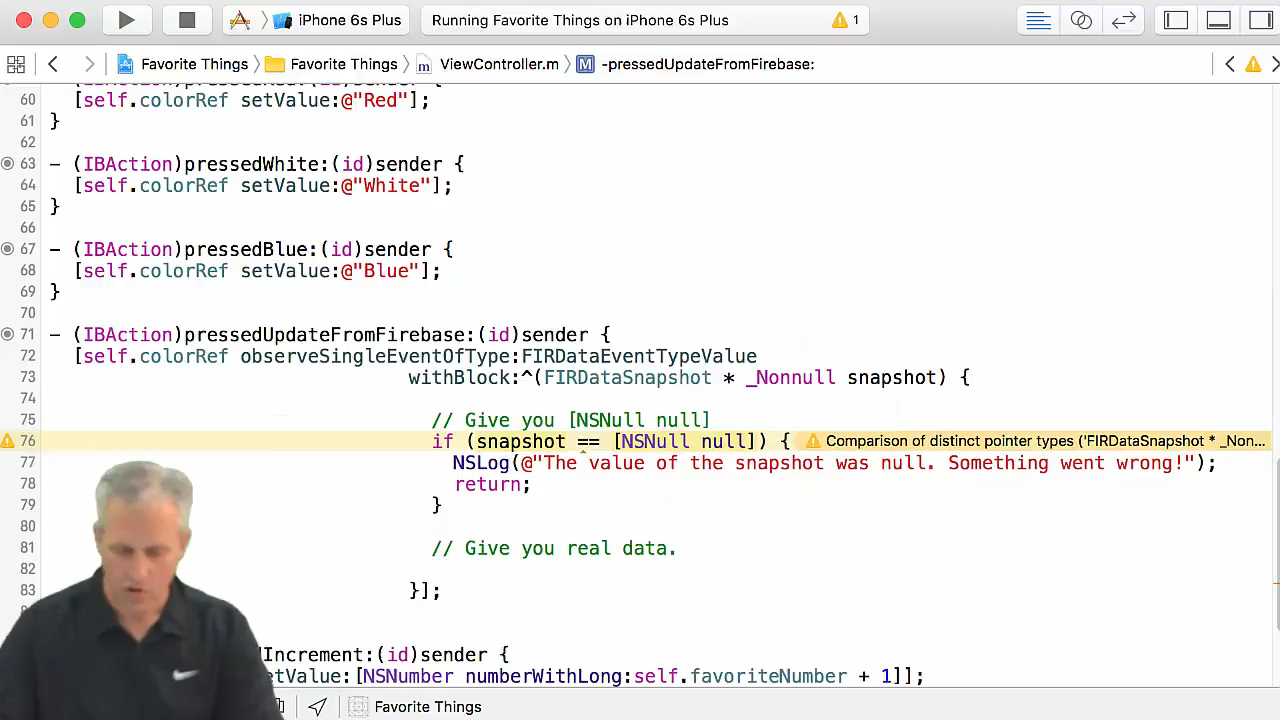 iPhone 6s Plus
Running Favorite Things on iPhone 6s Plus
1
Favorite Things
Favorite Things
ViewController.m
M
-pressedUpdateFromFirebase:
60 [self.colorRef setValue:@"Red"];
61 }
62
63 - (IBAction)pressedWhite:(id)sender {
64 [self.colorRef setValue:@"White"];
65 }
66
67 - (IBAction)pressedBlue:(id)sender {
68 [self.colorRef setValue:@"Blue"];
69 }
70
71 - (IBAction)pressedUpdateFromFirebase:(id)sender {
72 [self.colorRef observeSingleEventOfType:FIRDataEventTypeValue
73 withBlock:^(FIRDataSnapshot * _Nonnull snapshot) {
74
75 // Give you [NSNull null]
76 if (snapshot == [NSNull null]) { Comparison of distinct pointer types ('FIRDataSnapshot * _Non...
77 NSLog(@"The value of the snapshot was null. Something went wrong!");
78 return;
79 }
80
81 // Give you real data.
82
83 }];
Increment:(id)sender {
etValue:[NSNumber numberWithLong:self.favoriteNumber + 1]];
Favorite Things